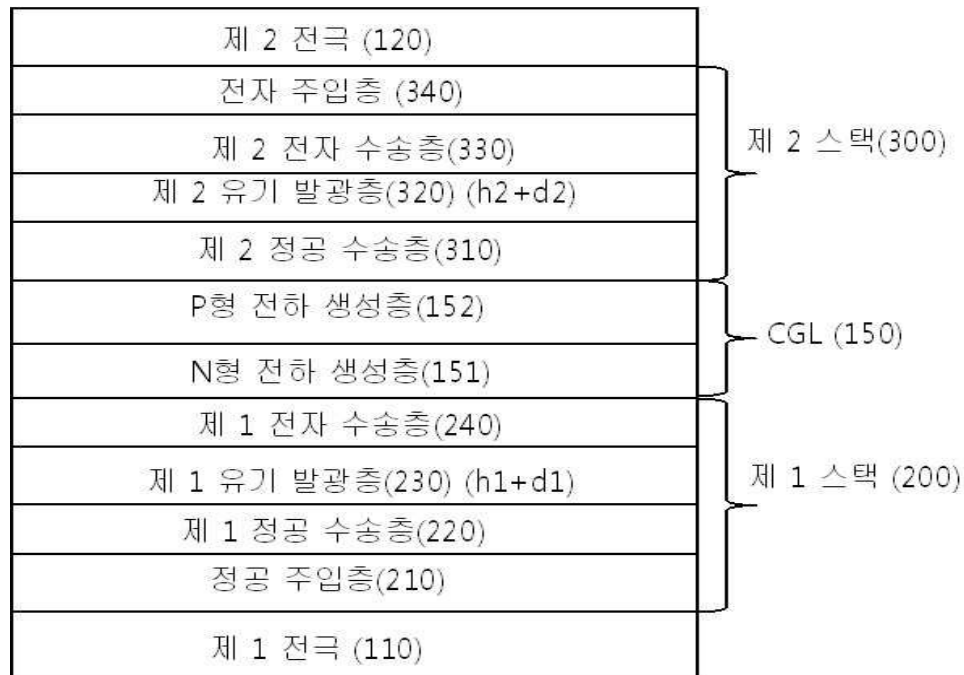 제 2 전극 (120)
전자 주입층 (340)
제 2 전자 수송층(330)
제 2 유기 발광층(320) (h2+d2)
제 2 정공 수송층(310)
제 2 스택(300)
P형 전하 생성층(152)
N형 전하 생성층(151)
CGL (150)
제 1 전자 수송층(240)
제 1 유기 발광층(230) (h1+d1)
제 1 정공 수송층(220)
정공 주입층(210)
제 1 스택 (200)
제 1 전극 (110)